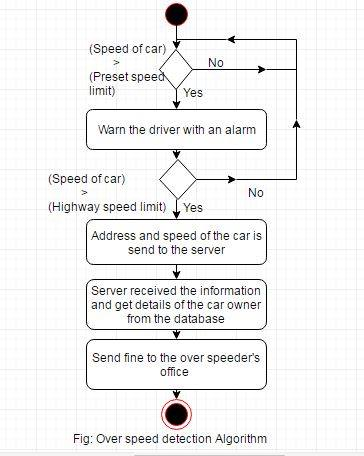 (Speed of car)
>
(Preset speed
limit)
No
Yes
Warn the driver with an alarm
(Speed of car)
>
(Highway speed limit)
No
Yes
Address and speed of the car is
send to the server
Server received the information
and get details of the car owner
from the database
Send fine to the over speeder's
office
Fig: Over speed detection Algorithm